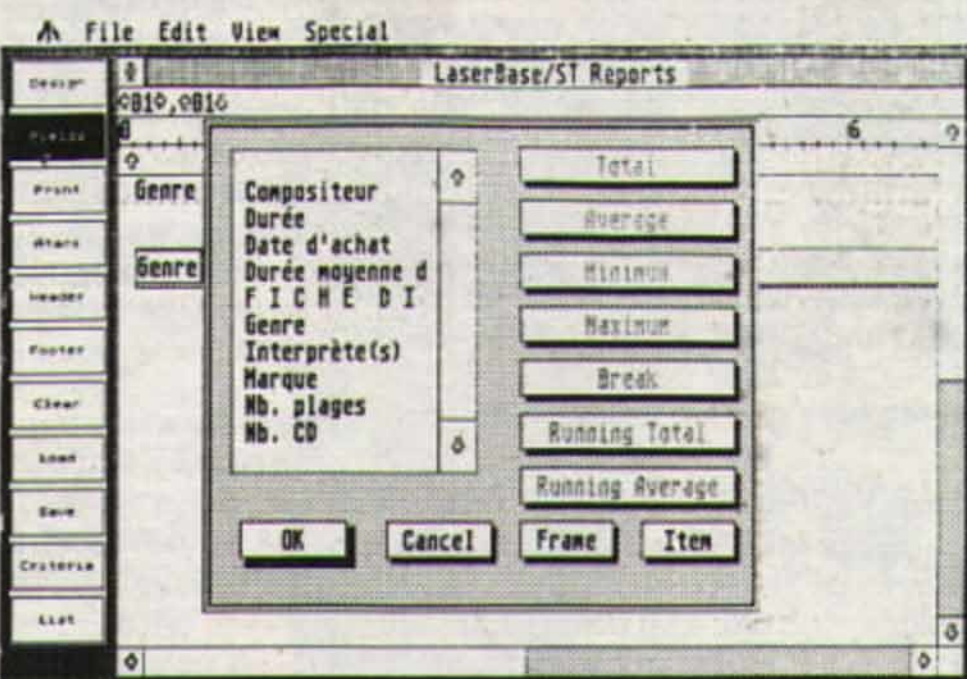 File Edit View Special
LaserBase/ST Reports
Design
Fields
Print
Header
Footer
Clear
Load
Save
Criteria
List
6
Genre
Genre
Compositeur
Durée
Date d'achat
Durée moyenne d
F I C H E D I
Genre
Interprète(s)
Marque
Nb. plages
Nb. CD
Total
Average
Minimum
Maximum
Break
Running Total
Running Average
OK Cancel Frame Item